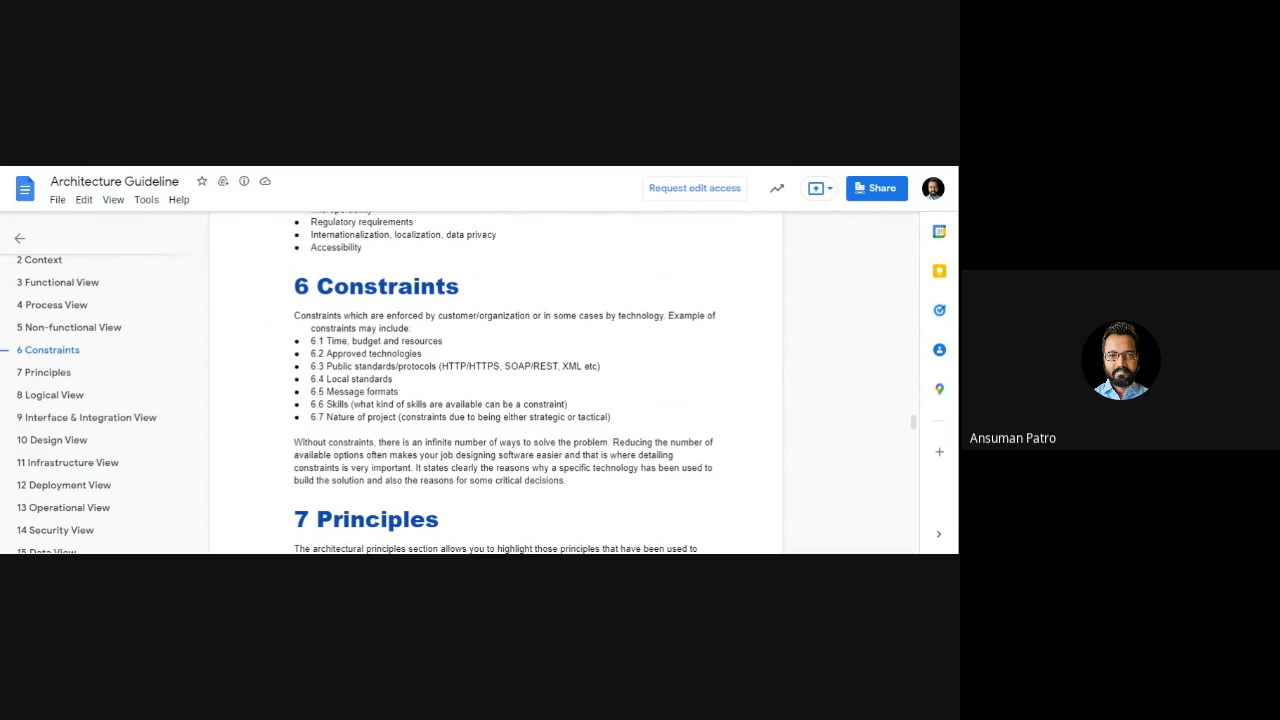 Architecture Guideline
Request edit access
Share
File Edit View Tools Help
2 Context
3 Functional View
4 Process View
5 Non-functional View
6 Constraints
7 Principles
8 Logical View
9 Interface & Integration View
10 Design View
11 Infrastructure View
12 Deployment View
13 Operational View
14 Security View
15 Data View
Interoperability
● Regulatory requirements
● Internationalization, localization, data privacy
● Accessibility
6 Constraints
Constraints which are enforced by customer/organization or in some cases by technology. Example of
constraints may include:
● 6.1 Time, budget and resources
● 6.2 Approved technologies
● 6.3 Public standards/protocols (HTTP/HTTPS, SOAP/REST, XML etc)
● 6.4 Local standards
● 6.5 Message formats
● 6.6 Skills (what kind of skills are available can be a constraint)
● 6.7 Nature of project (constraints due to being either strategic or tactical)
Without constraints, there is an infinite number of ways to solve the problem. Reducing the number of
available options often makes your job designing software easier and that is where detailing
constraints is very important. It states clearly the reasons why a specific technology has been used to
build the solution and also the reasons for some critical decisions.
7 Principles
The architectural principles section allows you to highlight those principles that have been used to
Ansuman Patro